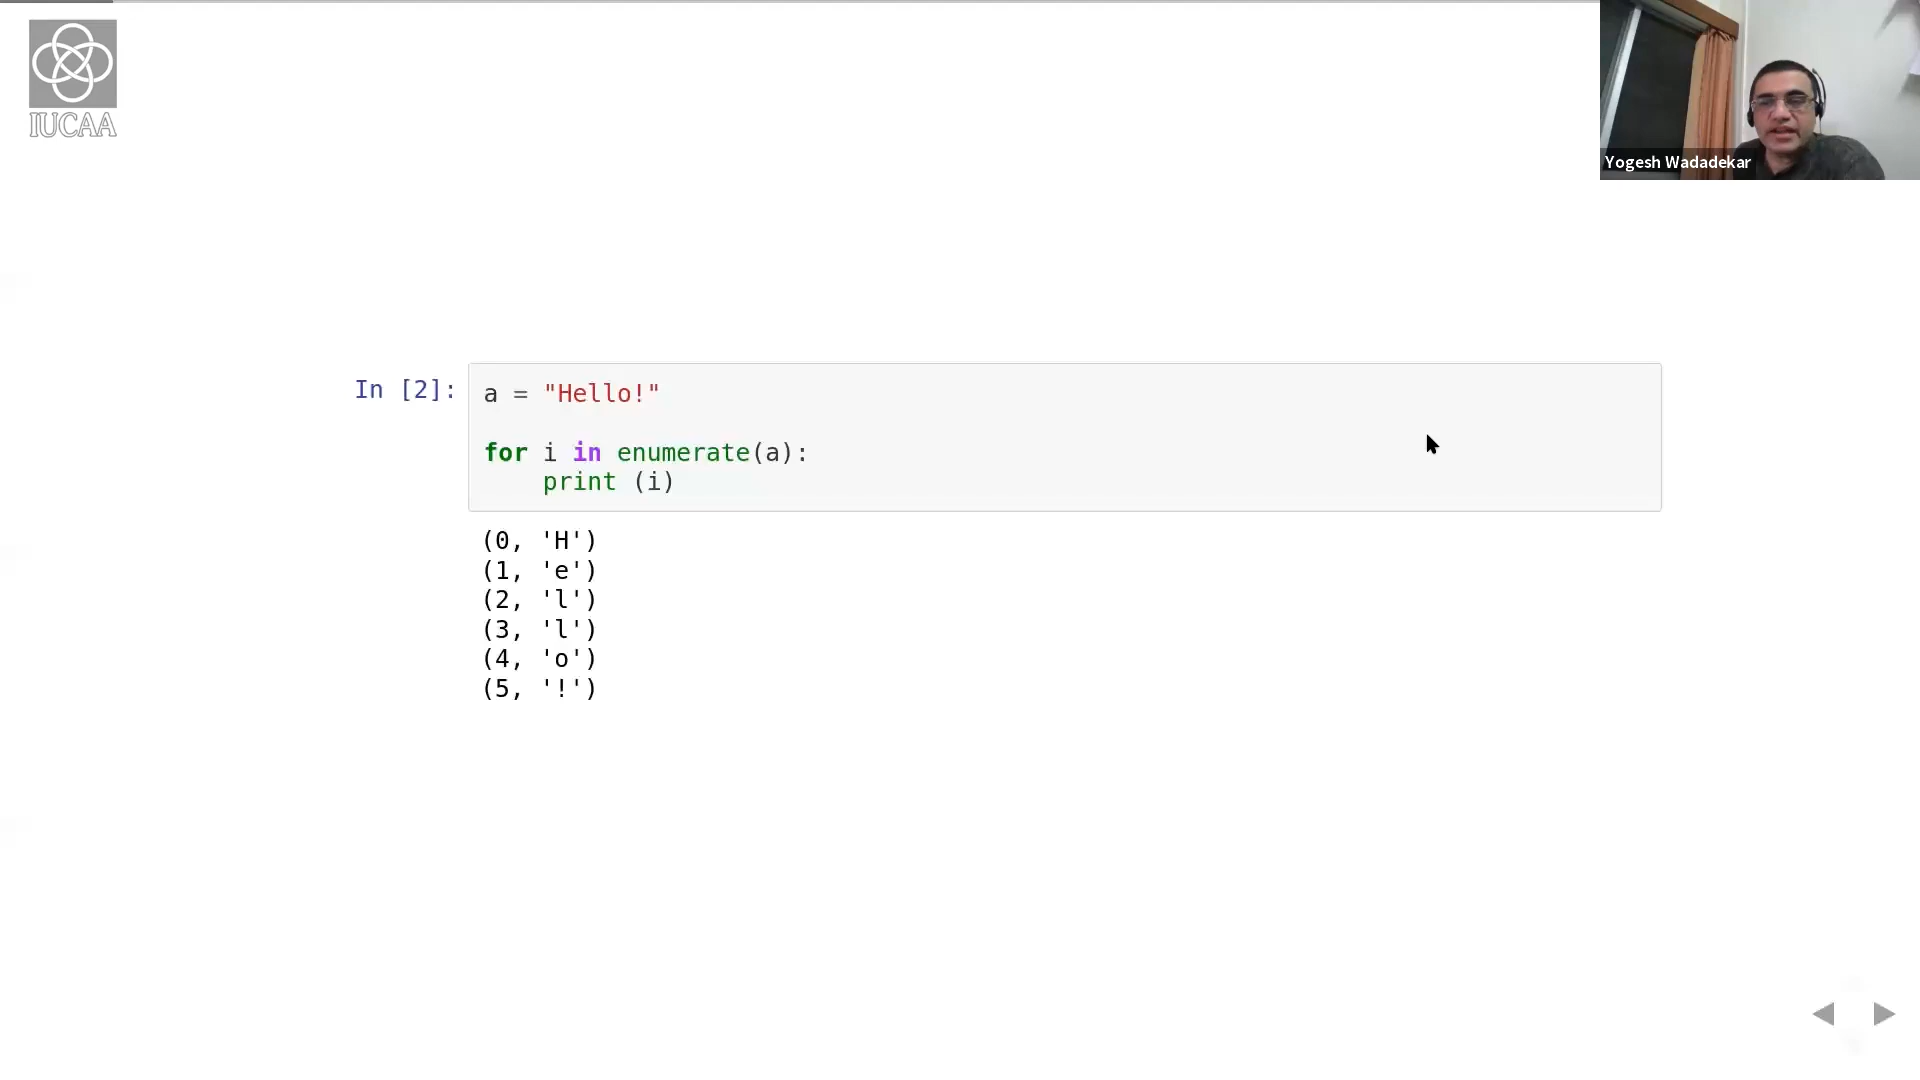 IUCAA
Yogesh Wadadekar
In [2]:
a = "Hello!"
for i in enumerate(a):
    print (i)
(0, 'H')
(1, 'e')
(2, 'l')
(3, 'l')
(4, 'o')
(5, '!')